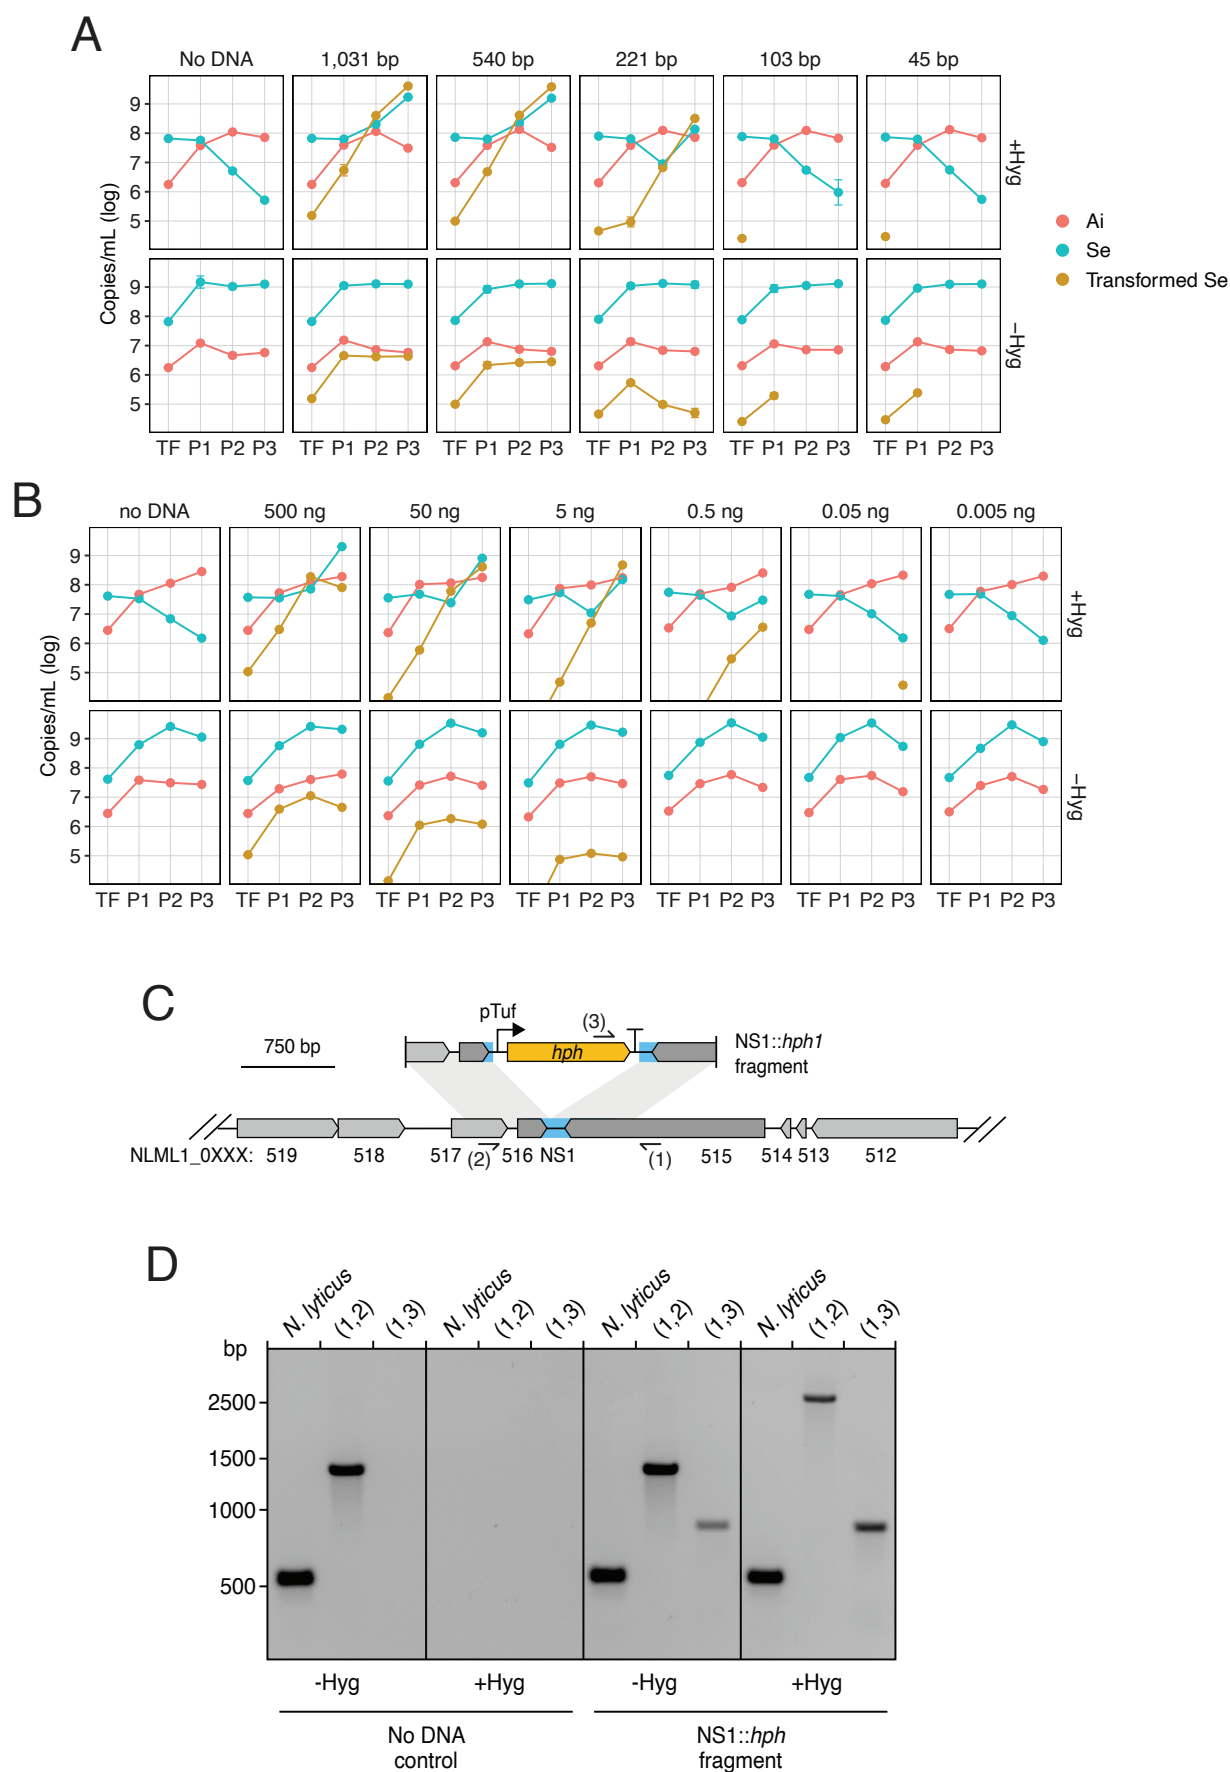 A
No DNA 1,031 bp 540 bp 221 bp 103 bp 45 bp
9
8
7
6
5
+Hyg
Copies/mL (log)
9
8
7
6
5
–Hyg
TF P1 P2 P3 TF P1 P2 P3 TF P1 P2 P3 TF P1 P2 P3 TF P1 P2 P3 TF P1 P2 P3
Ai
Se
Transformed Se
B
no DNA 500 ng 50 ng 5 ng 0.5 ng 0.05 ng 0.005 ng
9
8
7
6
5
+Hyg
Copies/mL (log)
9
8
7
6
5
–Hyg
TF P1 P2 P3 TF P1 P2 P3 TF P1 P2 P3 TF P1 P2 P3 TF P1 P2 P3 TF P1 P2 P3 TF P1 P2 P3
C
750 bp
pTuf
(3)
hph
NS1::hph1
fragment
NLML1_0XXX: 519 518 517 (2) 516 NS1 (1) 515 514 513 512
D
N. lyticus (1,2) (1,3) N. lyticus (1,2) (1,3) N. lyticus (1,2) (1,3) N. lyticus (1,2) (1,3)
bp
2500
1500
1000
500
-Hyg +Hyg -Hyg +Hyg
No DNA
control
NS1::hph
fragment